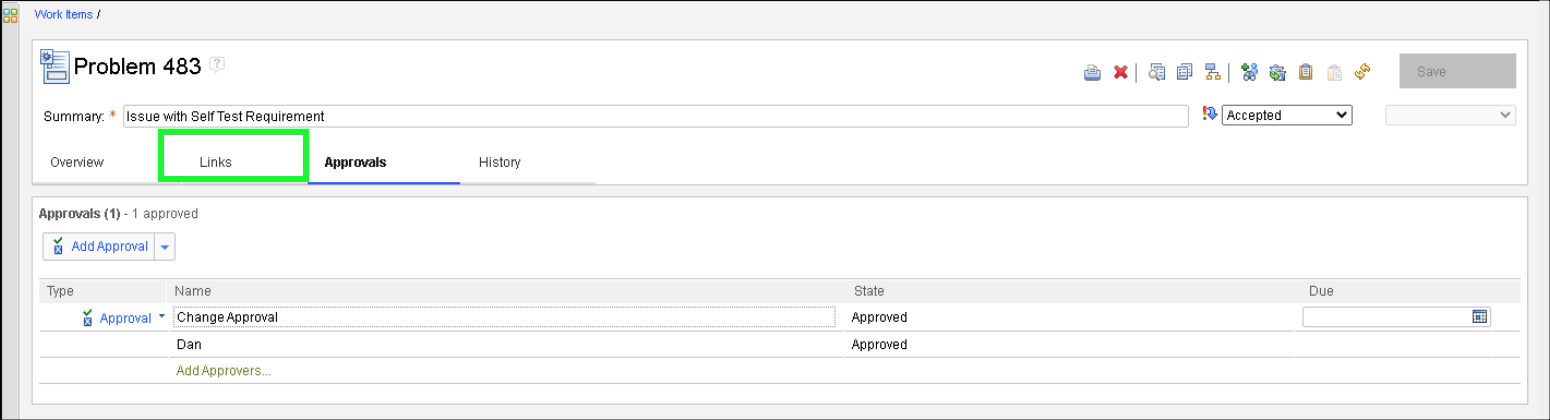 Work Items /
Problem 483 ?
Save
Summary: * Issue with Self Test Requirement Accepted
Overview Links Approvals History
Approvals (1) - 1 approved
Add Approval
Type Name State Due
Approval Change Approval Approved
Dan Approved
Add Approvers...